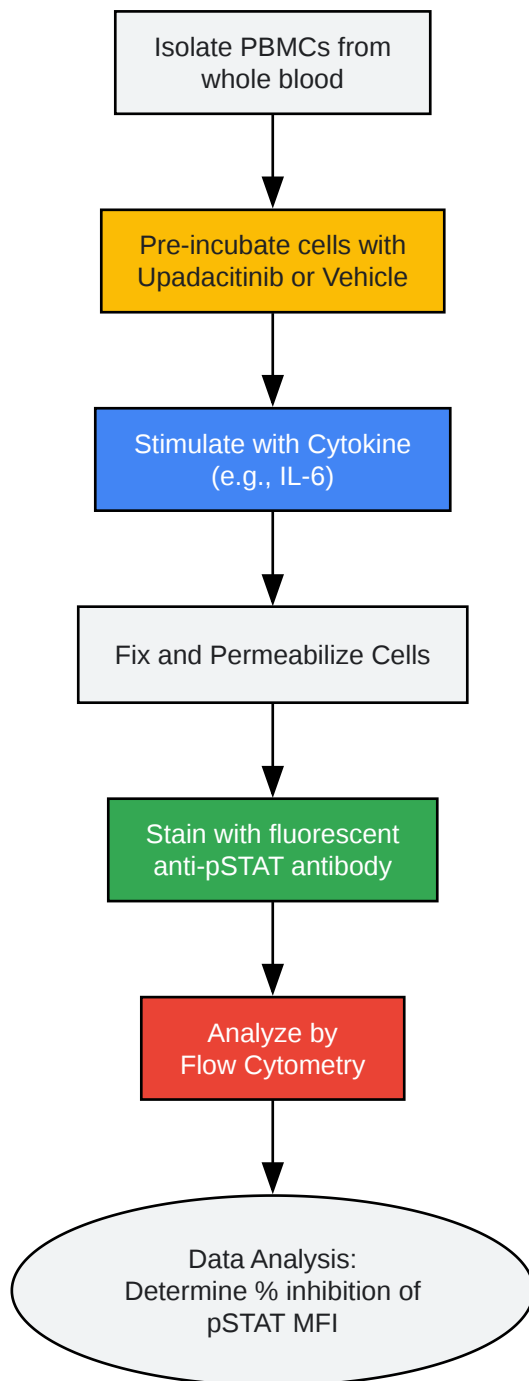 Isolate PBMCs from
whole blood
Pre-incubate cells with
Upadacitinib or Vehicle
Stimulate with Cytokine
(e.g., IL-6)
Fix and Permeabilize Cells
Stain with fluorescent
anti-pSTAT antibody
Analyze by
Flow Cytometry
Data Analysis:
Determine % inhibition of
pSTAT MFI